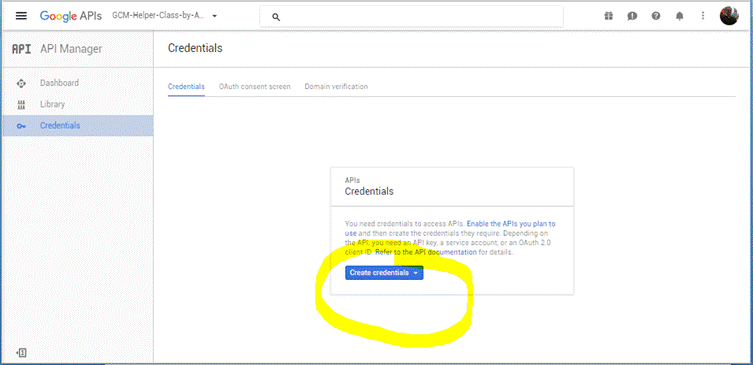 Google APIs
GCM-Helper-Class-by-A...
API
API Manager
Credentials
Dashboard
Library
Credentials
Credentials
OAuth consent screen
Domain verification
APIs
Credentials
You need credentials to access APIs. Enable the APIs you plan to
use and then create the credentials they require. Depending on
the API, you need an API key, a service account, or an OAuth 2.0
client ID. Refer to the API documentation for details.
Create credentials